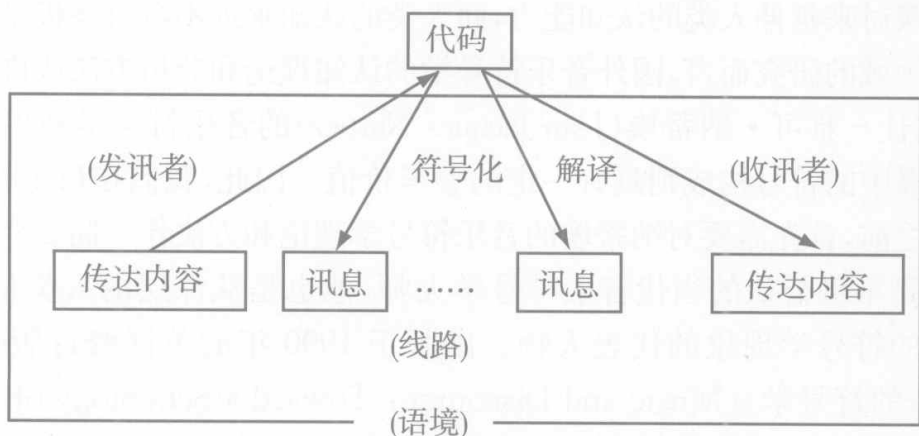 代码
(发讯者) 符号化 解译 (收讯者)
传达内容 讯息 ……. 讯息 传达内容
(线路)
(语境)